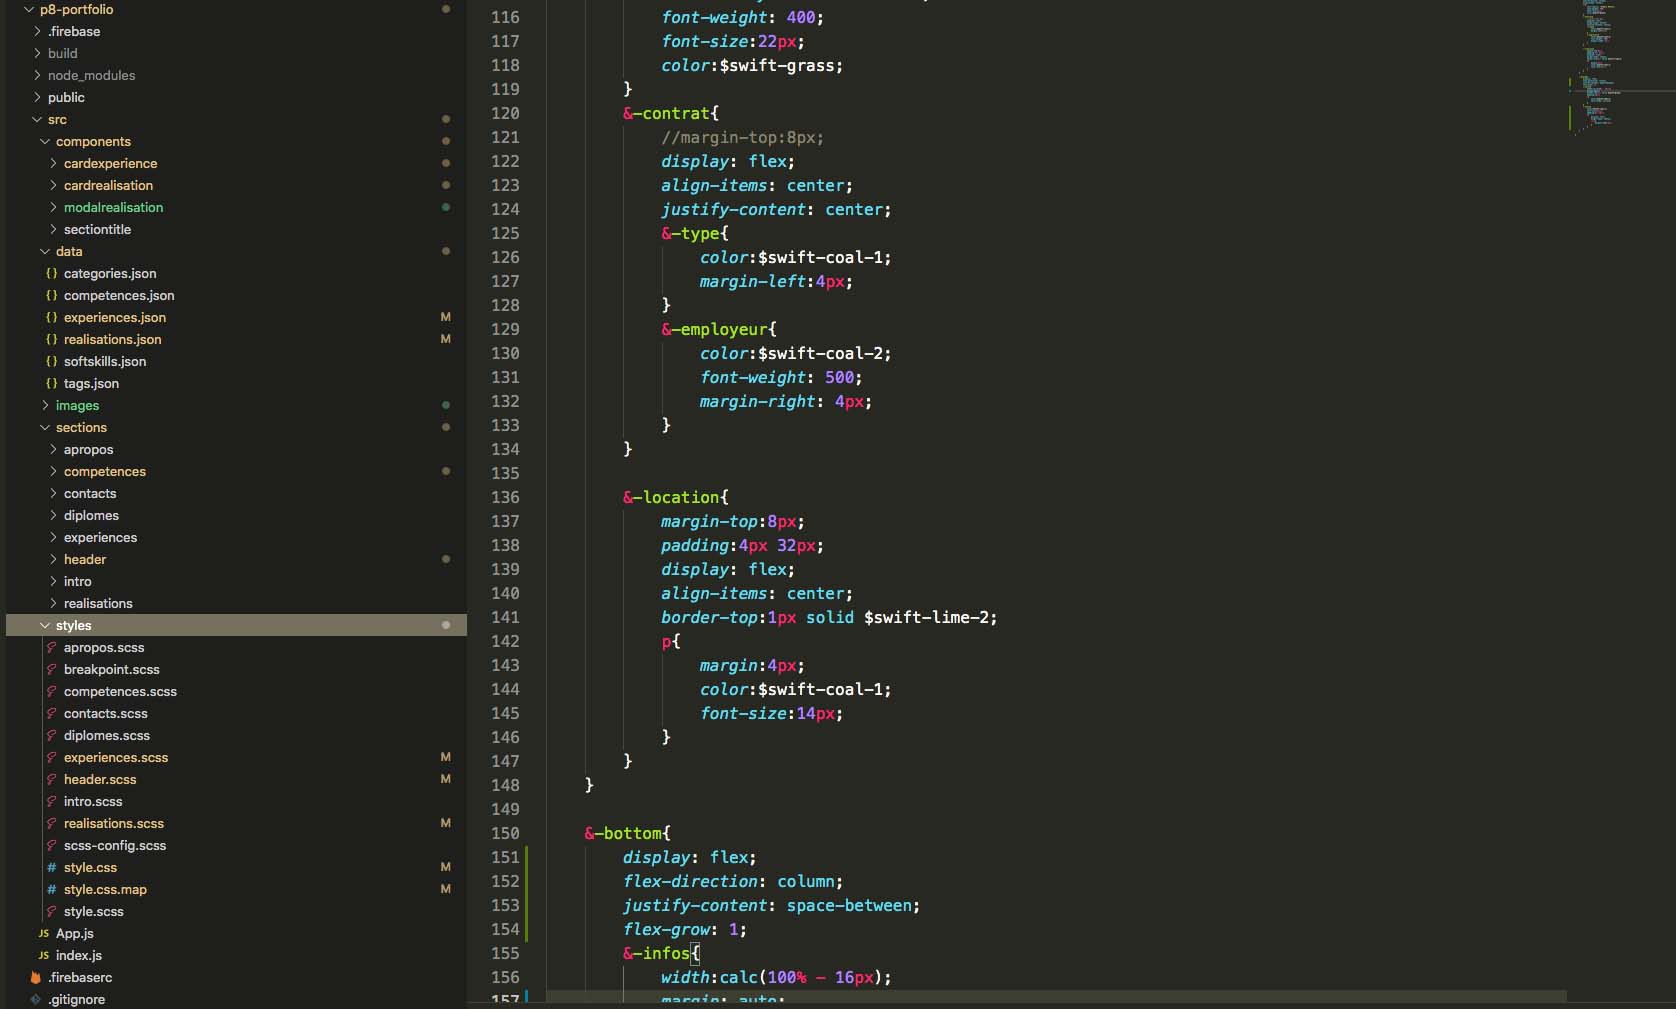 p8-portfolio
.firebase
build
node_modules
public
src
components
cardexperience
cardrealisation
modalrealisation
sectiontitle
data
{} categories.json
{} competences.json
{} experiences.json M
{} realisations.json M
{} softskills.json
{} tags.json
images
sections
apropos
competences
contacts
diplomes
experiences
header
intro
realisations
styles
apropos.scss
breakpoint.scss
competences.scss
contacts.scss
diplomes.scss
experiences.scss M
header.scss M
intro.scss
realisations.scss M
scss-config.scss
# style.css M
# style.css.map M
style.scss
JS App.js
JS index.js
.firebaserc
.gitignore
116 font-weight: 400;
117 font-size:22px;
118 color:$swift-grass;
119 }
120 &-contrat{
121 //margin-top:8px;
122 display: flex;
123 align-items: center;
124 justify-content: center;
125 &-type{
126 color:$swift-coal-1;
127 margin-left:4px;
128 }
129 &-employeur{
130 color:$swift-coal-2;
131 font-weight: 500;
132 margin-right: 4px;
133 }
134 }
135
136 &-location{
137 margin-top:8px;
138 padding:4px 32px;
139 display: flex;
140 align-items: center;
141 border-top:1px solid $swift-lime-2;
142 p{
143 margin:4px;
144 color:$swift-coal-1;
145 font-size:14px;
146 }
147 }
148 }
149
150 &-bottom{
151 display: flex;
152 flex-direction: column;
153 justify-content: space-between;
154 flex-grow: 1;
155 &-infos{
156 width:calc(100% - 16px);
157 margin: auto;